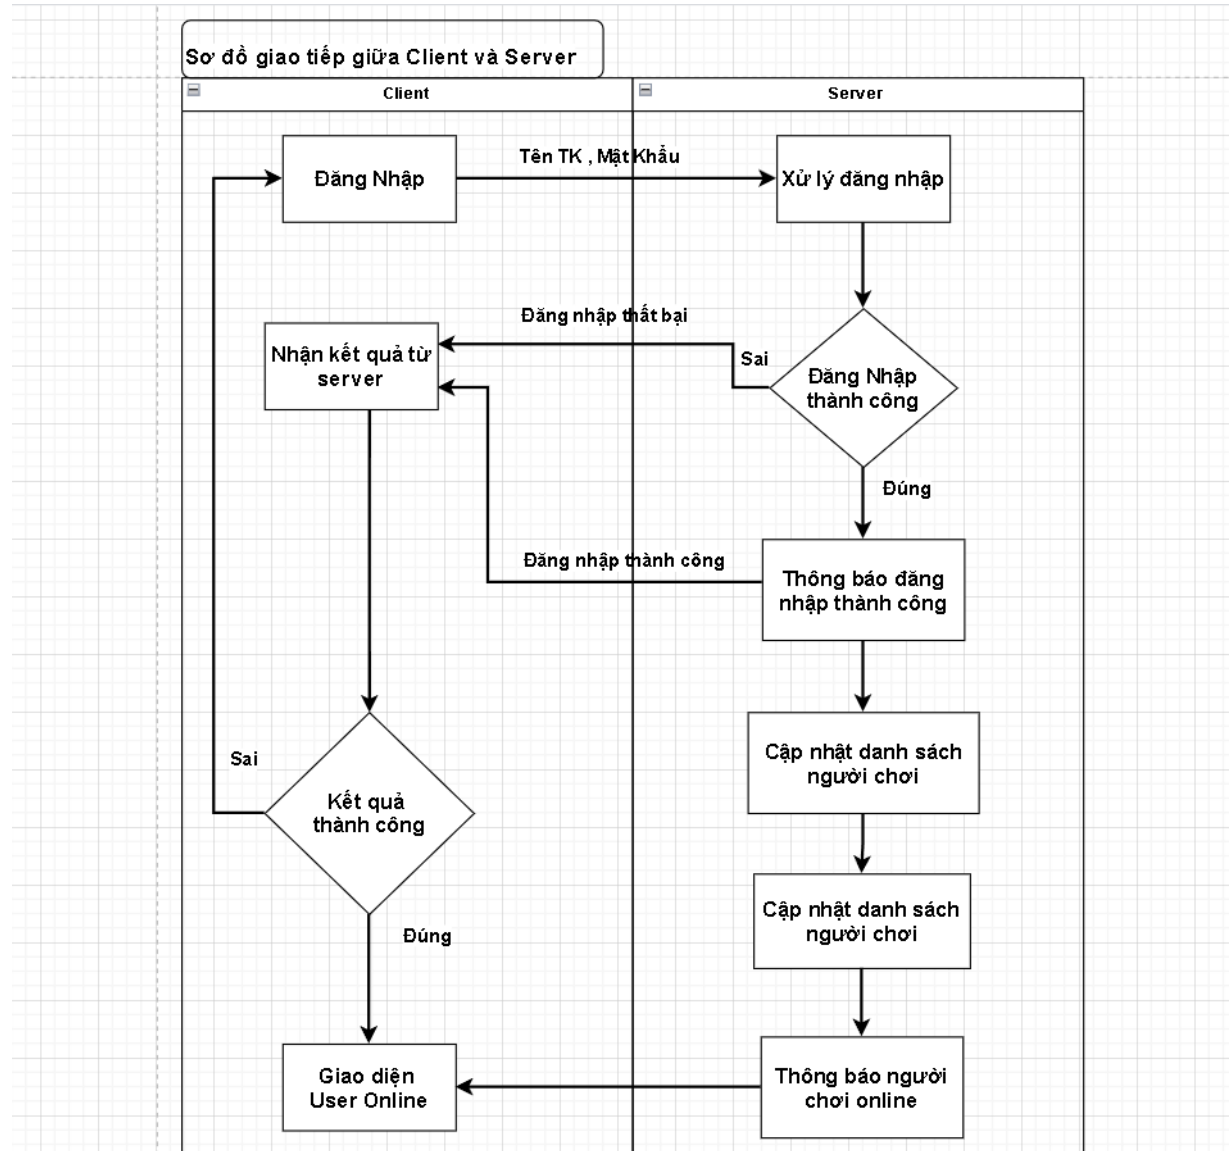 Sơ đồ giao tiếp giữa Client và Server
Client
Server
Đăng Nhập
Tên TK , Mật Khẩu
Xử lý đăng nhập
Đăng nhập thất bại
Sai
Nhận kết quả từ
server
Đăng Nhập
thành công
Đúng
Đăng nhập thành công
Thông báo đăng
nhập thành công
Cập nhật danh sách
người chơi
Sai
Kết quả
thành công
Cập nhật danh sách
người chơi
Đúng
Giao diện
User Online
Thông báo người
chơi online